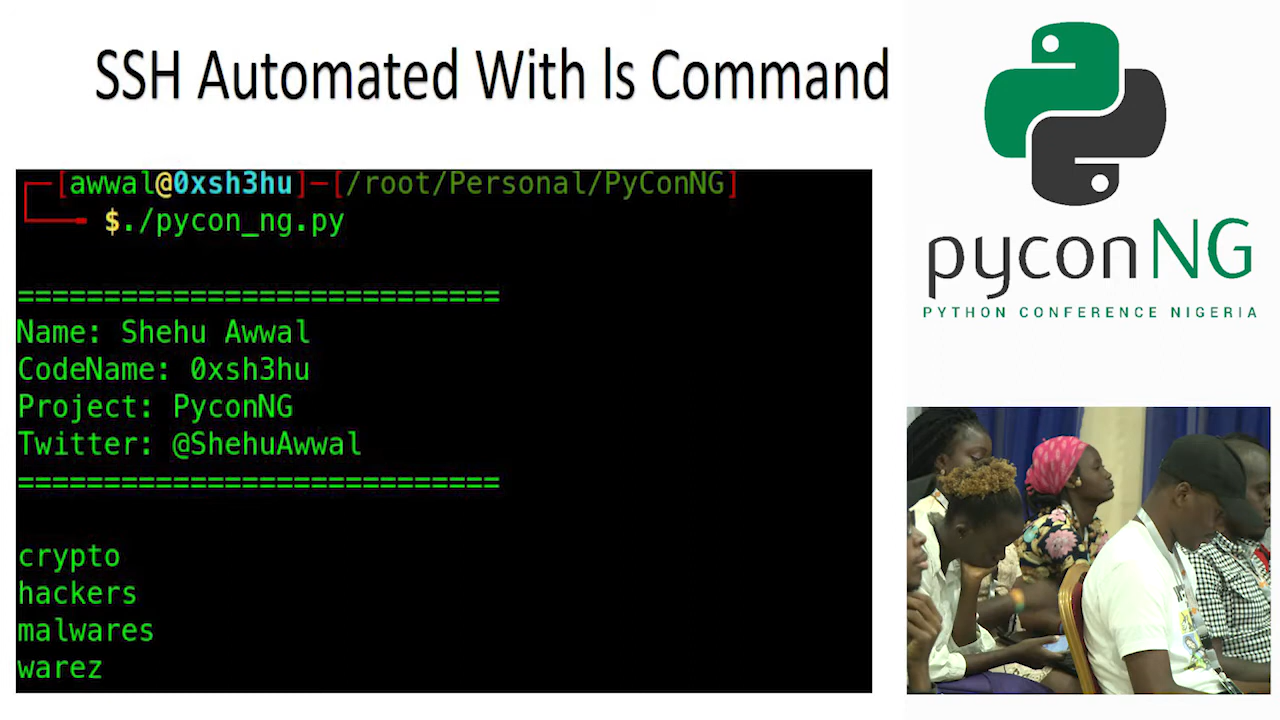 SSH Automated With ls Command
[awwal@0xsh3hu]-[/root/Personal/PyConNG]
$./pycon_ng.py
============================
Name: Shehu Awwal
CodeName: 0xsh3hu
Project: PyconNG
Twitter: @ShehuAwwal
============================
crypto
hackers
malwares
warez
pyconNG
PYTHON CONFERENCE NIGERIA